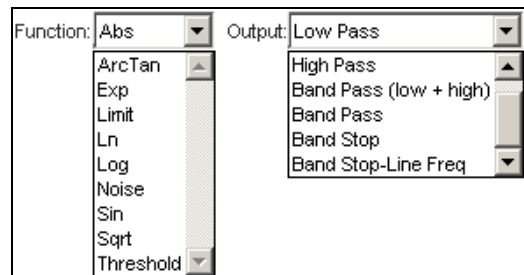 Function: Abs
ArcTan
Exp
Limit
Ln
Log
Noise
Sin
Sqrt
Threshold
Output: Low Pass
High Pass
Band Pass (low + high)
Band Pass
Band Stop
Band Stop-Line Freq